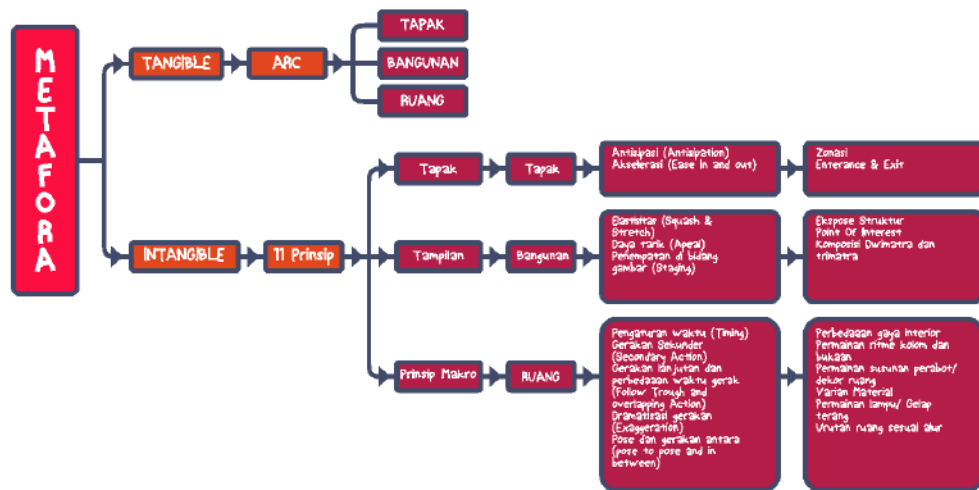 METAFORA
TANGIBLE
ARC
TAPAK
BANGUNAN
RUANG
INTANGIBLE
11 Prinsip
Tapak
Tapak
Antisipasi (Antisipation)
Akselerasi (Ease in and out)
Zonasi
Enterance & Exit
Tampilan
Bangunan
Elastisitas (Squash &
Stretch)
Daya tarik (Apeal)
Penempatan di bidang
gambar (Staging)
Ekspose Struktur
Point Of Interest
Komposisi Dwimatra dan
trimatra
Prinsip Makro
RUANG
Pengaturan waktu (Timing)
Gerakan Sekunder
(Secondary Action)
Gerakan lanjutan dan
perbedaan waktu gerak
(Follow Trough and
overlapping Action)
Dramatisasi gerakan
(Exaggeration)
Pose dan gerakan antara
(pose to pose and in
between)
Perbedaaan gaya interior
Permainan ritme kolom dan
bukaan
Permainan susunan perabot/
dekor ruang
Varian Material
Permainan lampu/ Gelap
terang
Urutan ruang sesuai alur